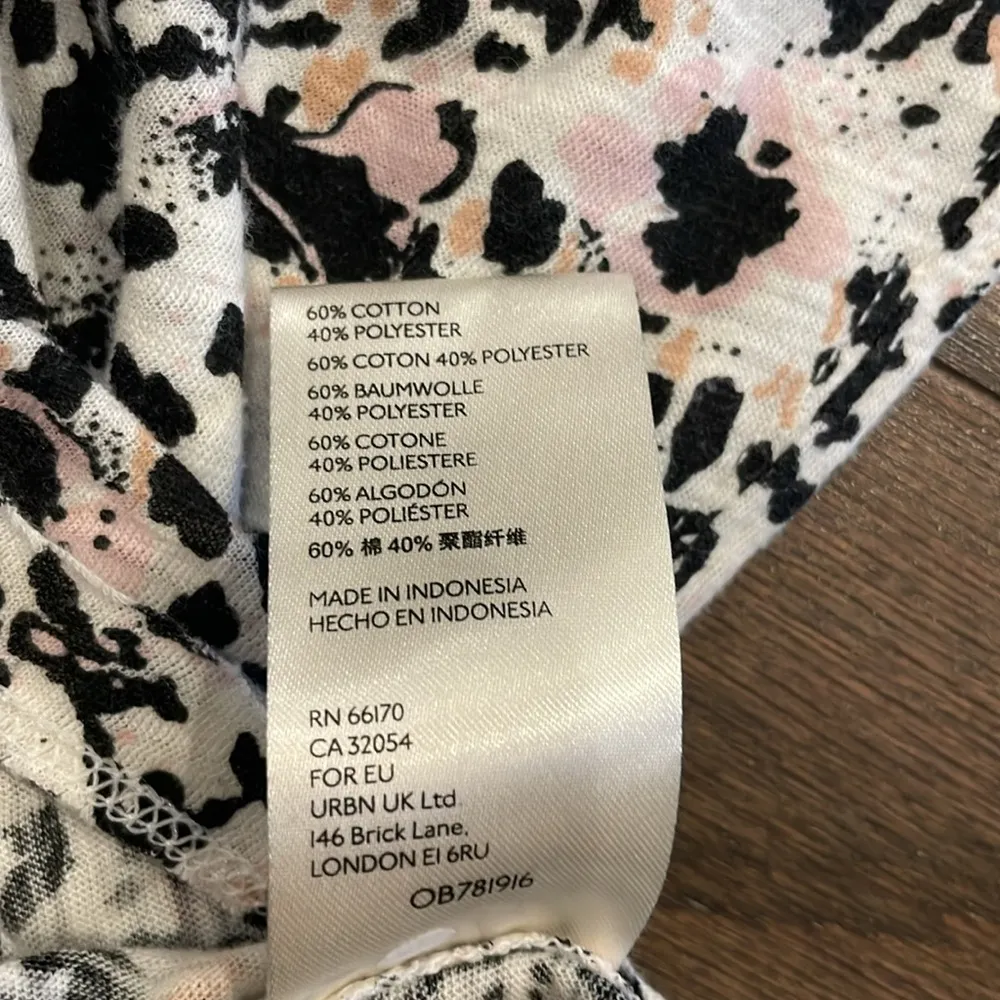 60% COTTON
40% POLYESTER
60% COTON 40% POLYESTER
60% BAUMWOLLE
40% POLYESTER
60% COTONE
40% POLIESTERE
60% ALGODÓN
40% POLIÉSTER
60% 棉 40% 聚酯纤维
MADE IN INDONESIA
HECHO EN INDONESIA
RN 66170
CA 32054
FOR EU
URBN UK Ltd
146 Brick Lane.
LONDON E1 6RU
OB781916